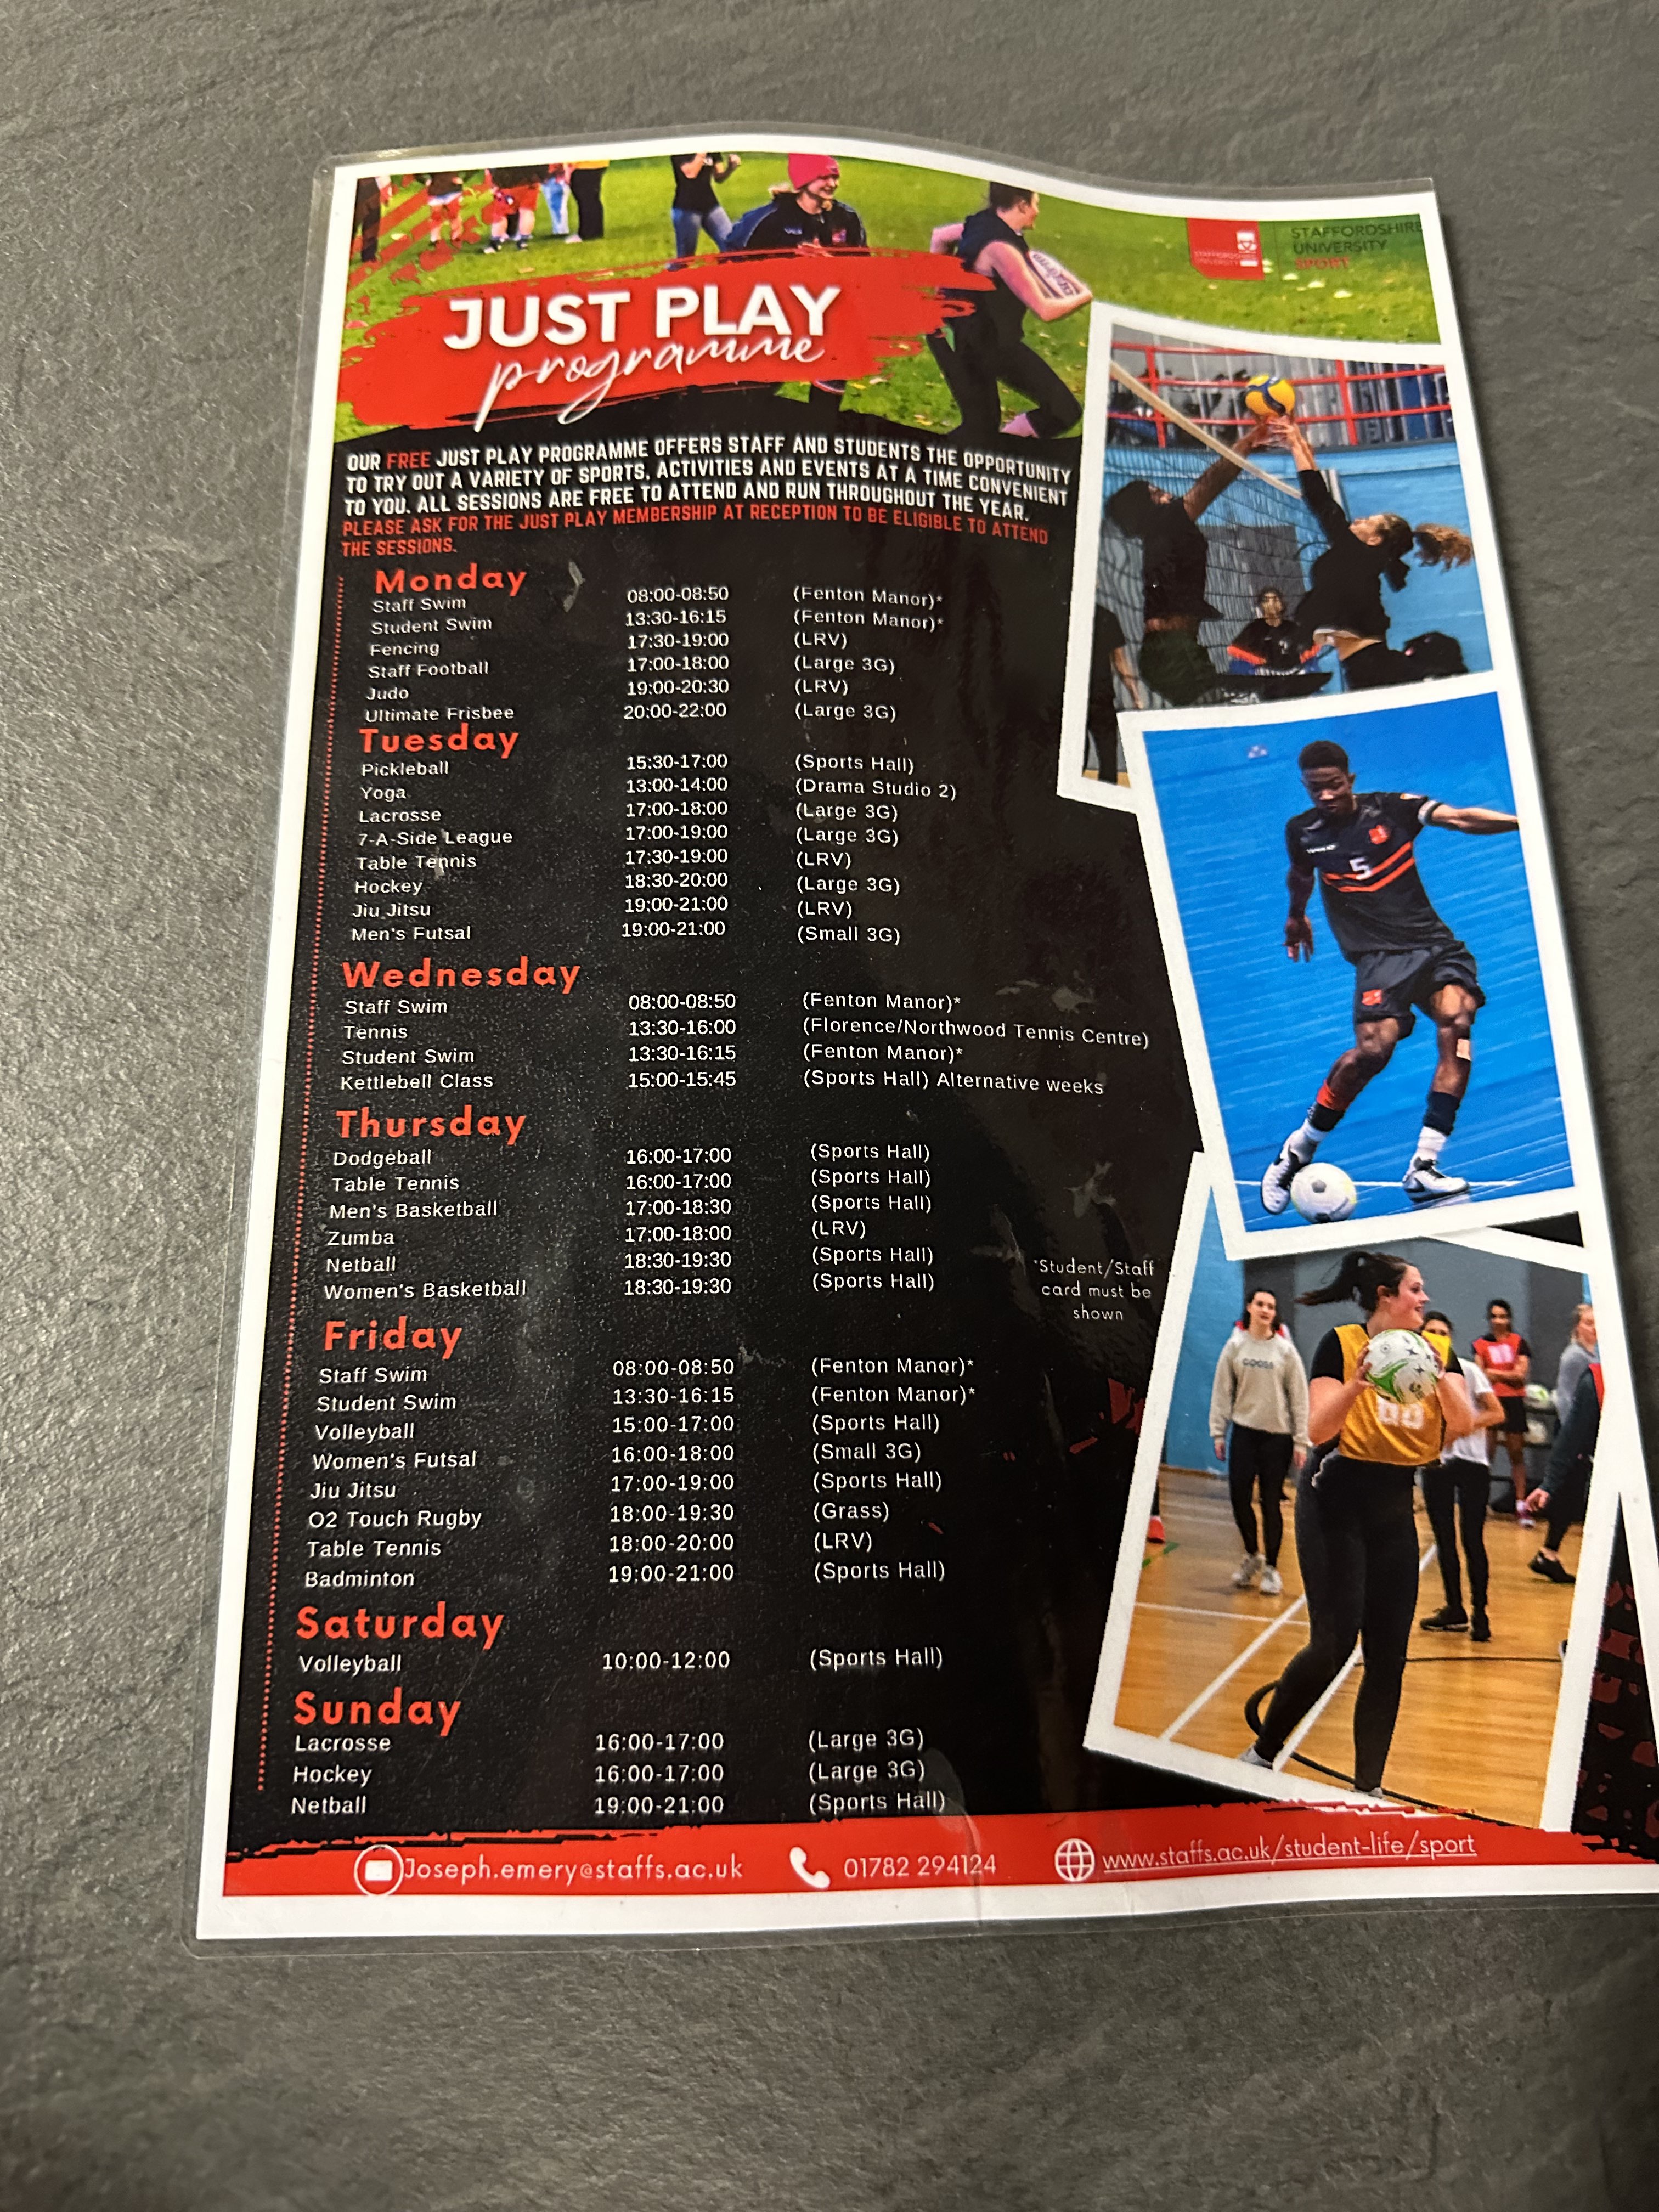 STAFFORDSHIRE
UNIVERSITY
SPORT
STAFFORDSHIRE
UNIVERSITY
JUST PLAY
programme
OUR FREE JUST PLAY PROGRAMME OFFERS STAFF AND STUDENTS THE OPPORTUNITY
TO TRY OUT A VARIETY OF SPORTS, ACTIVITIES AND EVENTS AT A TIME CONVENIENT
TO YOU. ALL SESSIONS ARE FREE TO ATTEND AND RUN THROUGHOUT THE YEAR.
PLEASE ASK FOR THE JUST PLAY MEMBERSHIP AT RECEPTION TO BE ELIGIBLE TO ATTEND
THE SESSIONS.
Monday
Staff Swim 08:00-08:50 (Fenton Manor)*
Student Swim 13:30-16:15 (Fenton Manor)*
Fencing 17:30-19:00 (LRV)
Staff Football 17:00-18:00 (Large 3G)
Judo 19:00-20:30 (LRV)
Ultimate Frisbee 20:00-22:00 (Large 3G)
Tuesday
Pickleball 15:30-17:00 (Sports Hall)
Yoga 13:00-14:00 (Drama Studio 2)
Lacrosse 17:00-18:00 (Large 3G)
7-A-Side League 17:00-19:00 (Large 3G)
Table Tennis 17:30-19:00 (LRV)
Hockey 18:30-20:00 (Large 3G)
Jiu Jitsu 19:00-21:00 (LRV)
Men's Futsal 19:00-21:00 (Small 3G)
Wednesday
Staff Swim 08:00-08:50 (Fenton Manor)*
Tennis 13:30-16:00 (Florence/Northwood Tennis Centre)
Student Swim 13:30-16:15 (Fenton Manor)*
Kettlebell Class 15:00-15:45 (Sports Hall) Alternative weeks
Thursday
Dodgeball 16:00-17:00 (Sports Hall)
Table Tennis 16:00-17:00 (Sports Hall)
Men's Basketball 17:00-18:30 (Sports Hall)
Zumba 17:00-18:00 (LRV)
Netball 18:30-19:30 (Sports Hall)
Women's Basketball 18:30-19:30 (Sports Hall)
*Student/Staff
card must be
shown
Friday
Staff Swim 08:00-08:50 (Fenton Manor)*
Student Swim 13:30-16:15 (Fenton Manor)*
Volleyball 15:00-17:00 (Sports Hall)
Women's Futsal 16:00-18:00 (Small 3G)
Jiu Jitsu 17:00-19:00 (Sports Hall)
O2 Touch Rugby 18:00-19:30 (Grass)
Table Tennis 18:00-20:00 (LRV)
Badminton 19:00-21:00 (Sports Hall)
Saturday
Volleyball 10:00-12:00 (Sports Hall)
Sunday
Lacrosse 16:00-17:00 (Large 3G)
Hockey 16:00-17:00 (Large 3G)
Netball 19:00-21:00 (Sports Hall)
Joseph.emery@staffs.ac.uk 01782 294124 www.staffs.ac.uk/student-life/sport
5